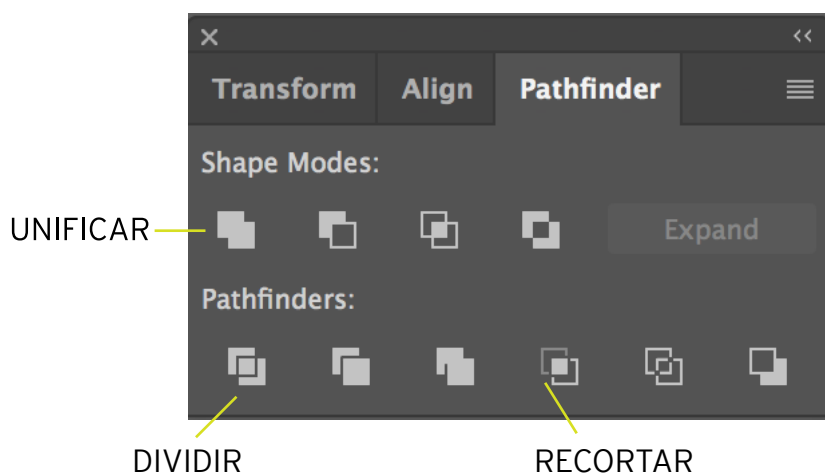 Transform Align Pathfinder
Shape Modes:
UNIFICAR
Expand
Pathfinders:
DIVIDIR
RECORTAR